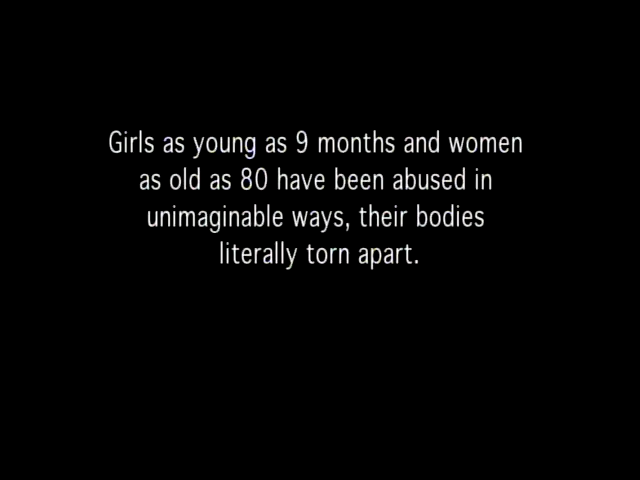 Girls as young as 9 months and women
as old as 80 have been abused in
unimaginable ways, their bodies
literally torn apart.